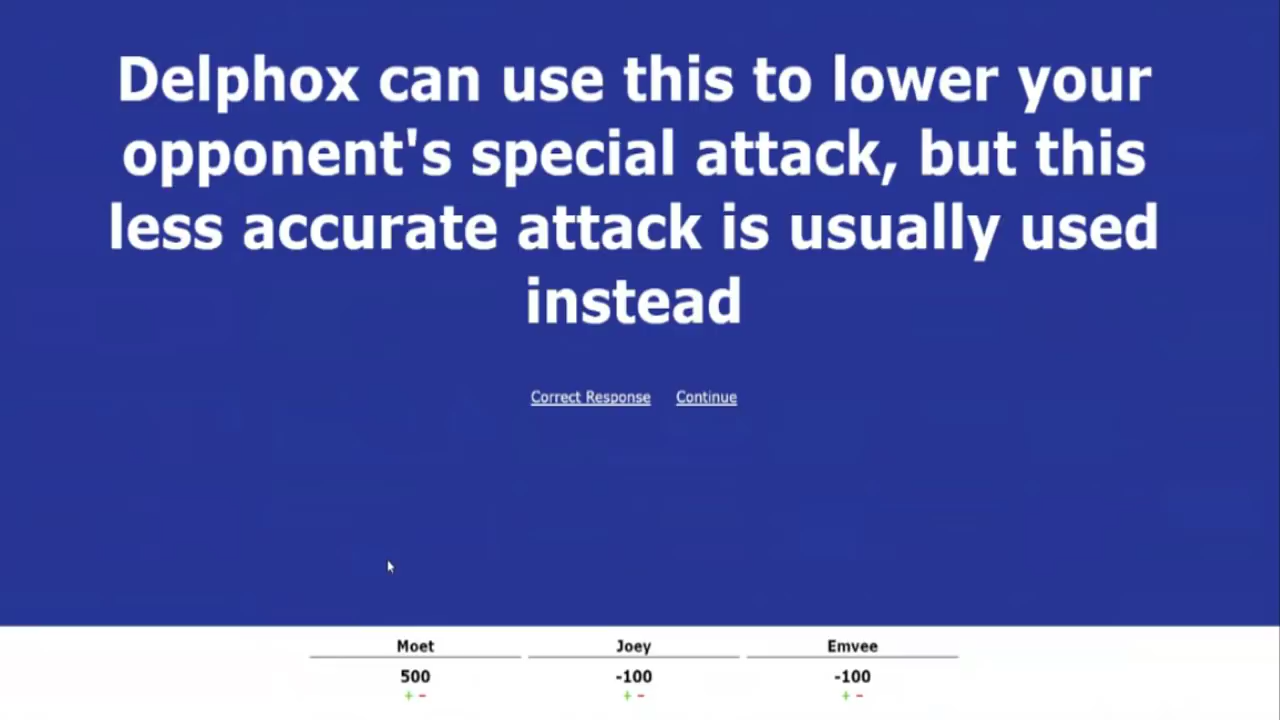 Delphox can use this to lower your
opponent's special attack, but this
less accurate attack is usually used
instead
Correct Response Continue
Moet Joey Emvee
500 -100 -100
+ - + - + -